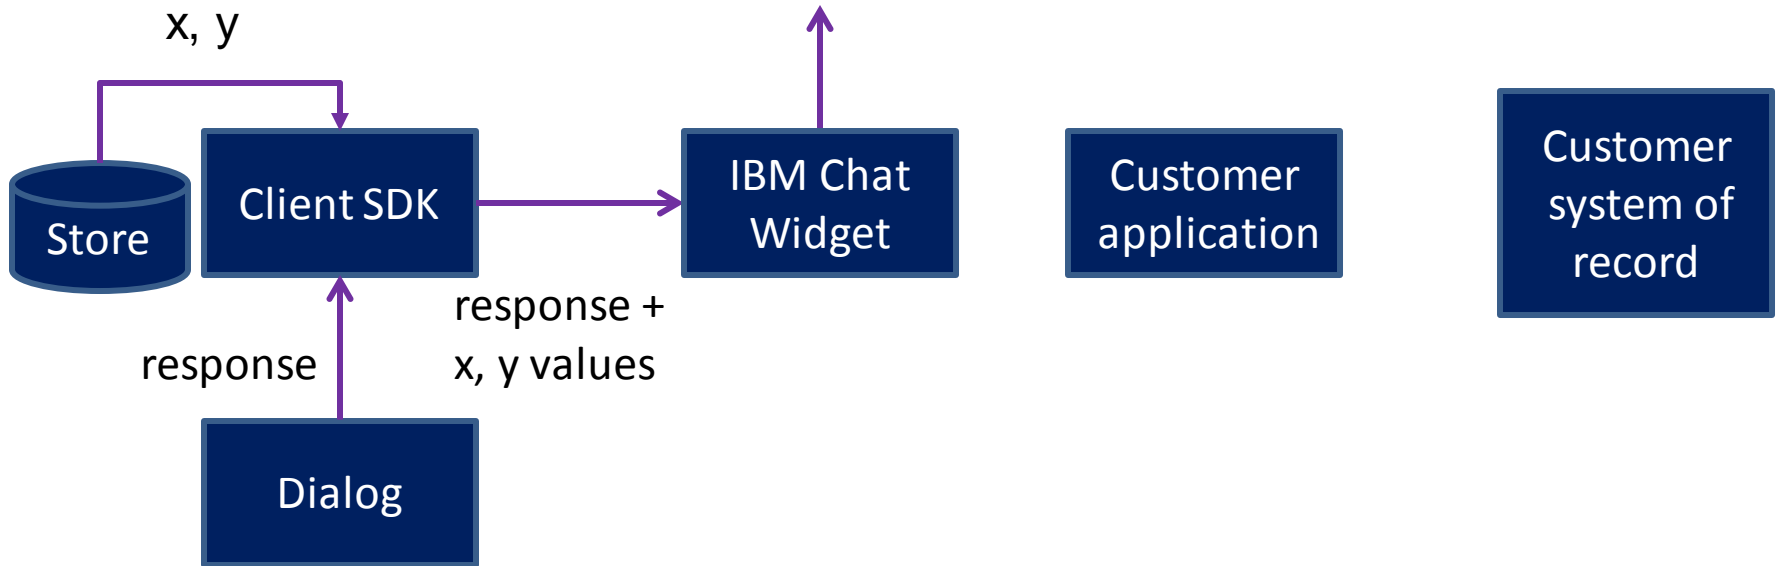 x, y
Store
Client SDK
IBM Chat
Widget
Customer
application
Customer
system of
record
response +
x, y values
response
Dialog